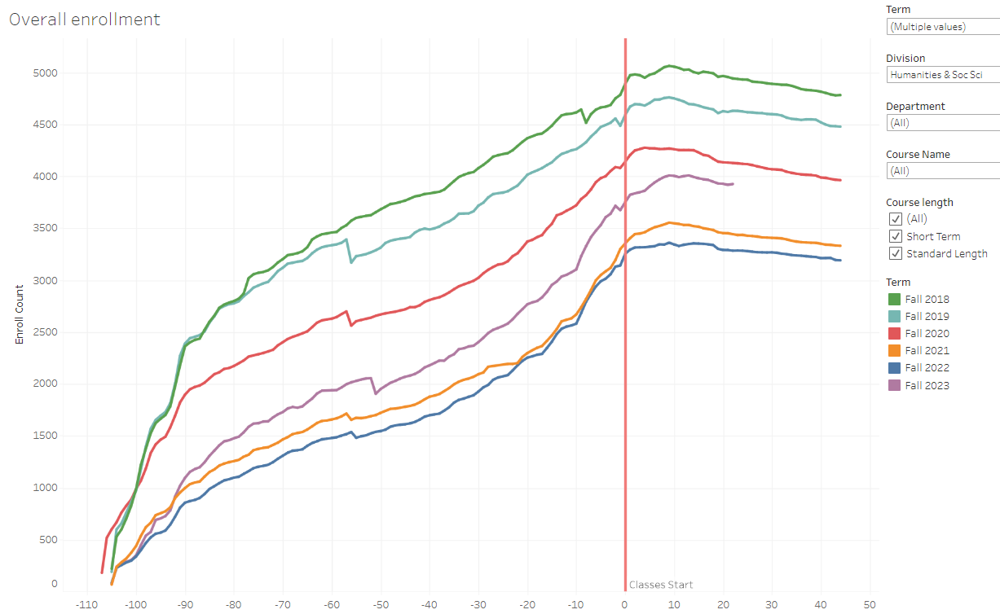 Overall enrollment
Enroll Count
5000
4500
4000
3500
3000
2500
2000
1500
1000
500
0
Classes Start
-110 -100 -90 -80 -70 -60 -50 -40 -30 -20 -10 0 10 20 30 40 50
Term
(Multiple values)
Division
Humanities & Soc Sci
Department
(All)
Course Name
(All)
Course length
(All)
Short Term
Standard Length
Term
Fall 2018
Fall 2019
Fall 2020
Fall 2021
Fall 2022
Fall 2023